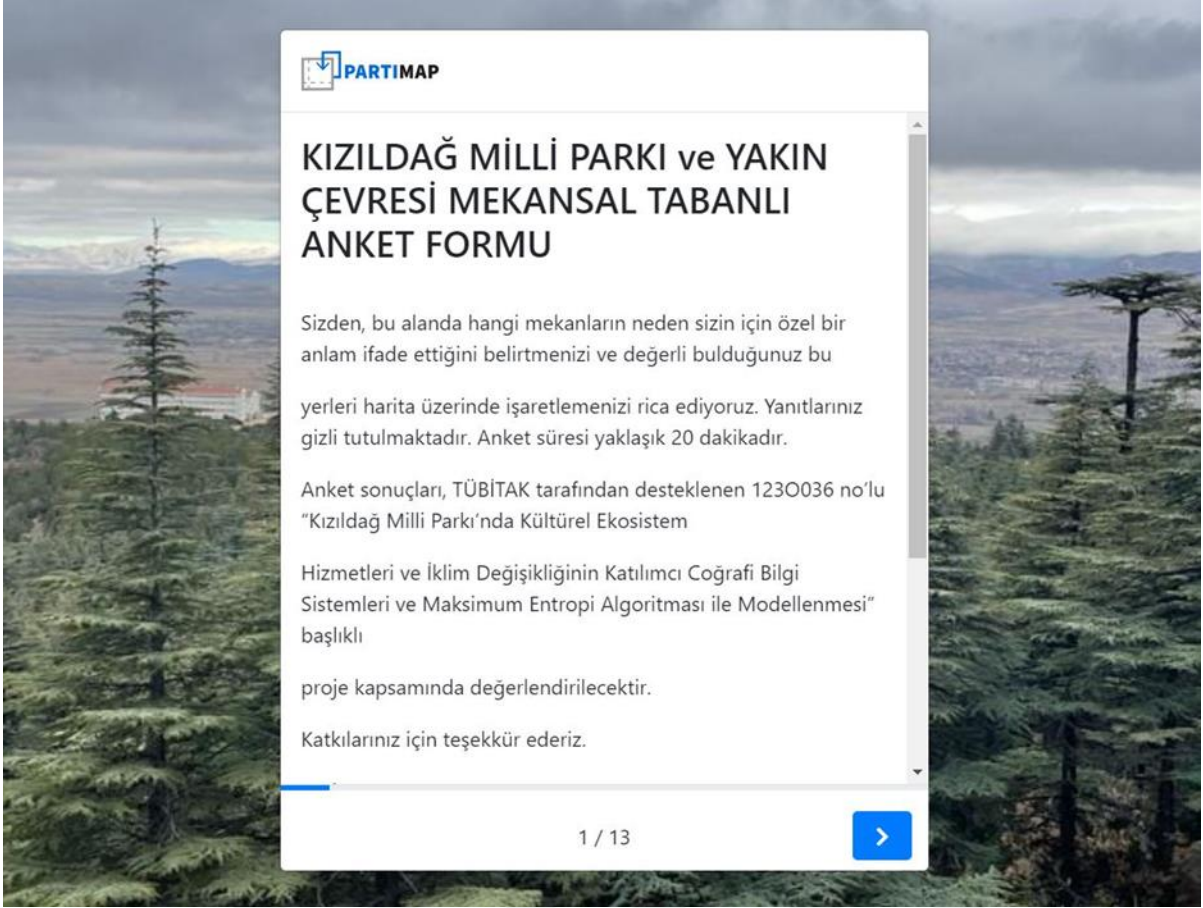 PARTIMAP
KIZILDAĞ MİLLİ PARKI ve YAKIN
ÇEVRESİ MEKANSAL TABANLI
ANKET FORMU
Sizden, bu alanda hangi mekanların neden sizin için özel bir
anlam ifade ettiğini belirtmenizi ve değerli bulduğunuz bu
yerleri harita üzerinde işaretlemenizi rica ediyoruz. Yanıtlarınız
gizli tutulmaktadır. Anket süresi yaklaşık 20 dakikadır.
Anket sonuçları, TÜBİTAK tarafından desteklenen 123O036 no’lu
“Kızıldağ Milli Parkı’nda Kültürel Ekosistem
Hizmetleri ve İklim Değişikliğinin Katılımcı Coğrafi Bilgi
Sistemleri ve Maksimum Entropi Algoritması ile Modellenmesi”
başlıklı
proje kapsamında değerlendirilecektir.
Katkılarınız için teşekkür ederiz.
1 / 13